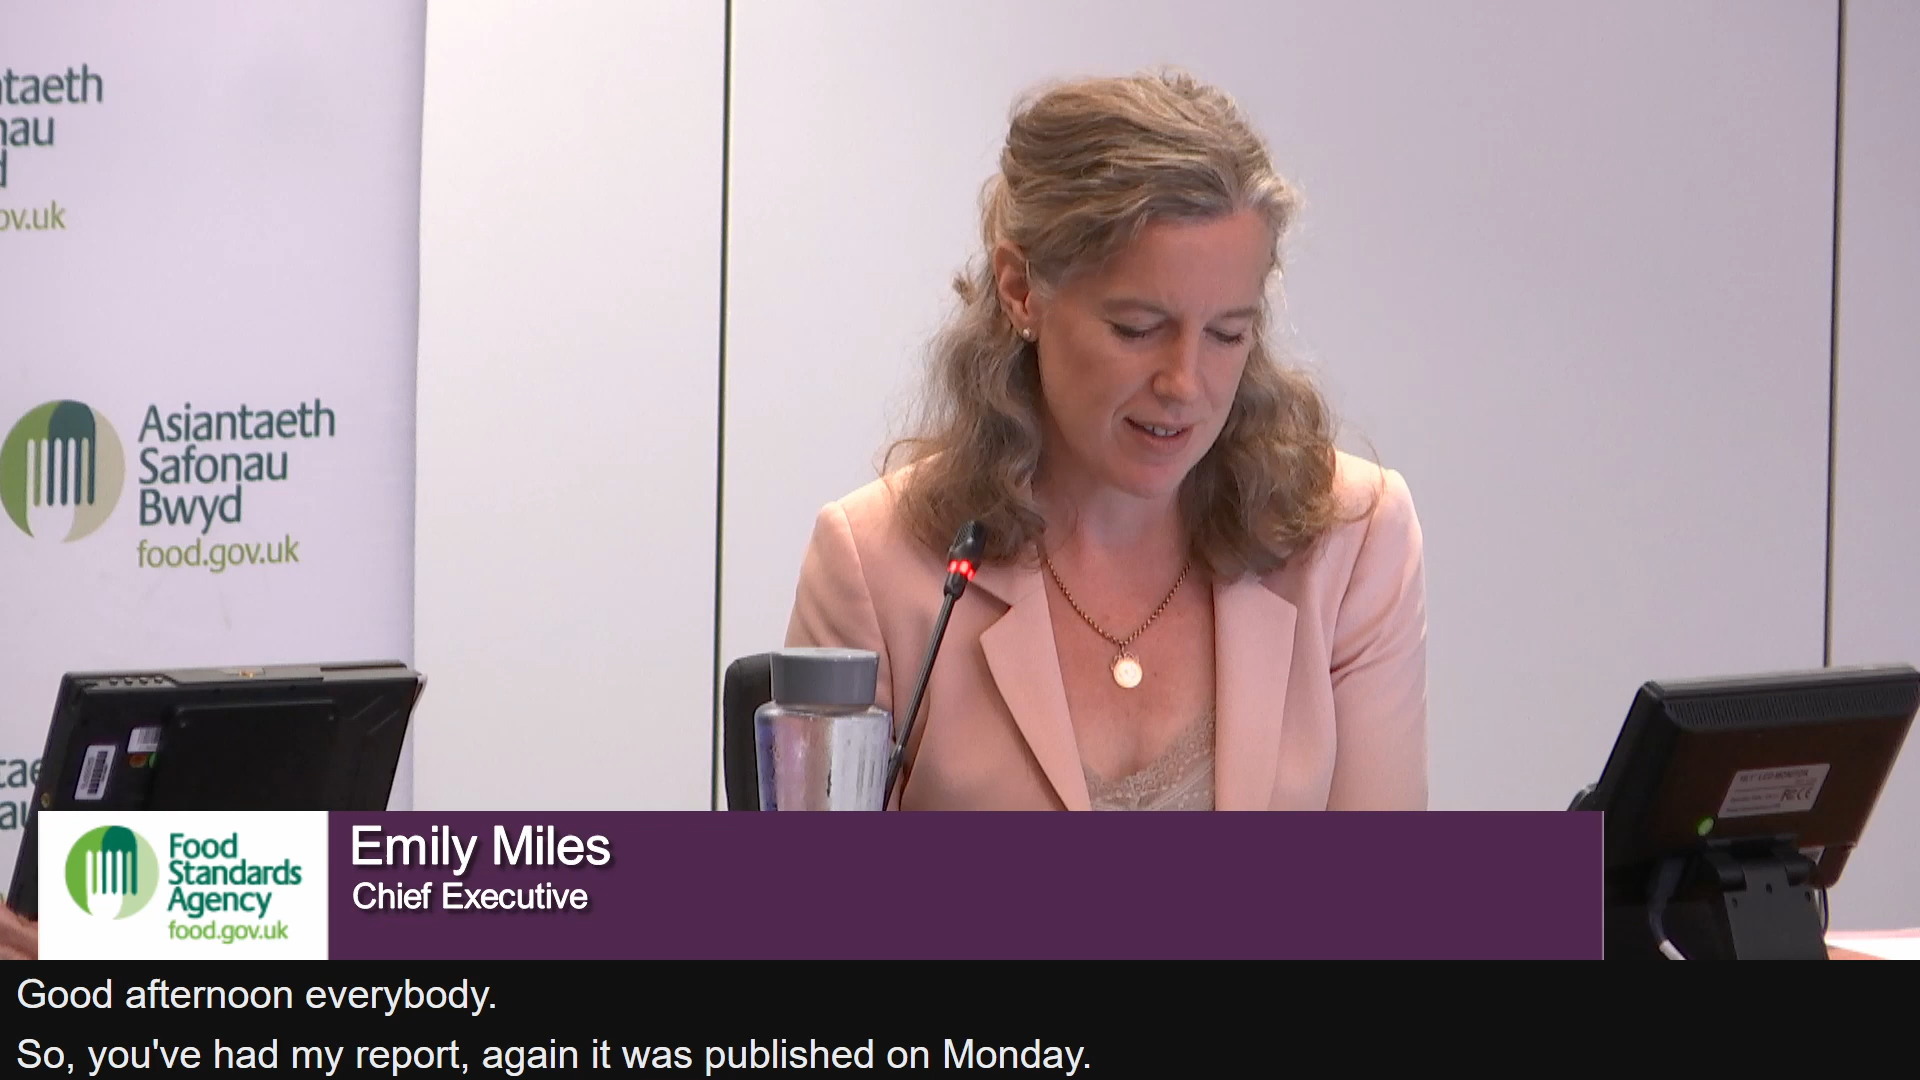 taeth
nau
d
ov.uk
Asiantaeth
Safonau
Bwyd
food.gov.uk
Food
Standards
Agency
food.gov.uk
Emily Miles
Chief Executive
Good afternoon everybody.
So, you've had my report, again it was published on Monday.